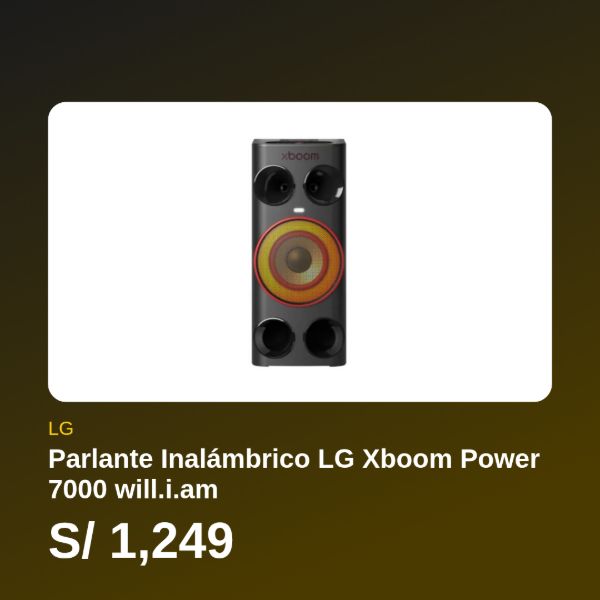 xboom
LG
Parlante Inalámbrico LG Xboom Power
7000 will.i.am
S/ 1,249